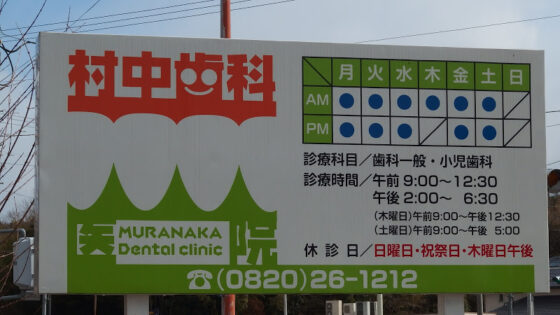 村中歯科
医院
MURANAKA
Dental clinic
月 火 水 木 金 土 日
AM ● ● ● ● ● ● ／
PM ● ● ● ／ ● ● ／
診療科目／歯科一般・小児歯科
診療時間／午前 9:00～12:30
午後 2:00～ 6:30
(木曜日)午前9:00～午後12:30
(土曜日)午前9:00～午後 5:00
休診日／日曜日・祝祭日・木曜日午後
☎(0820)26-1212